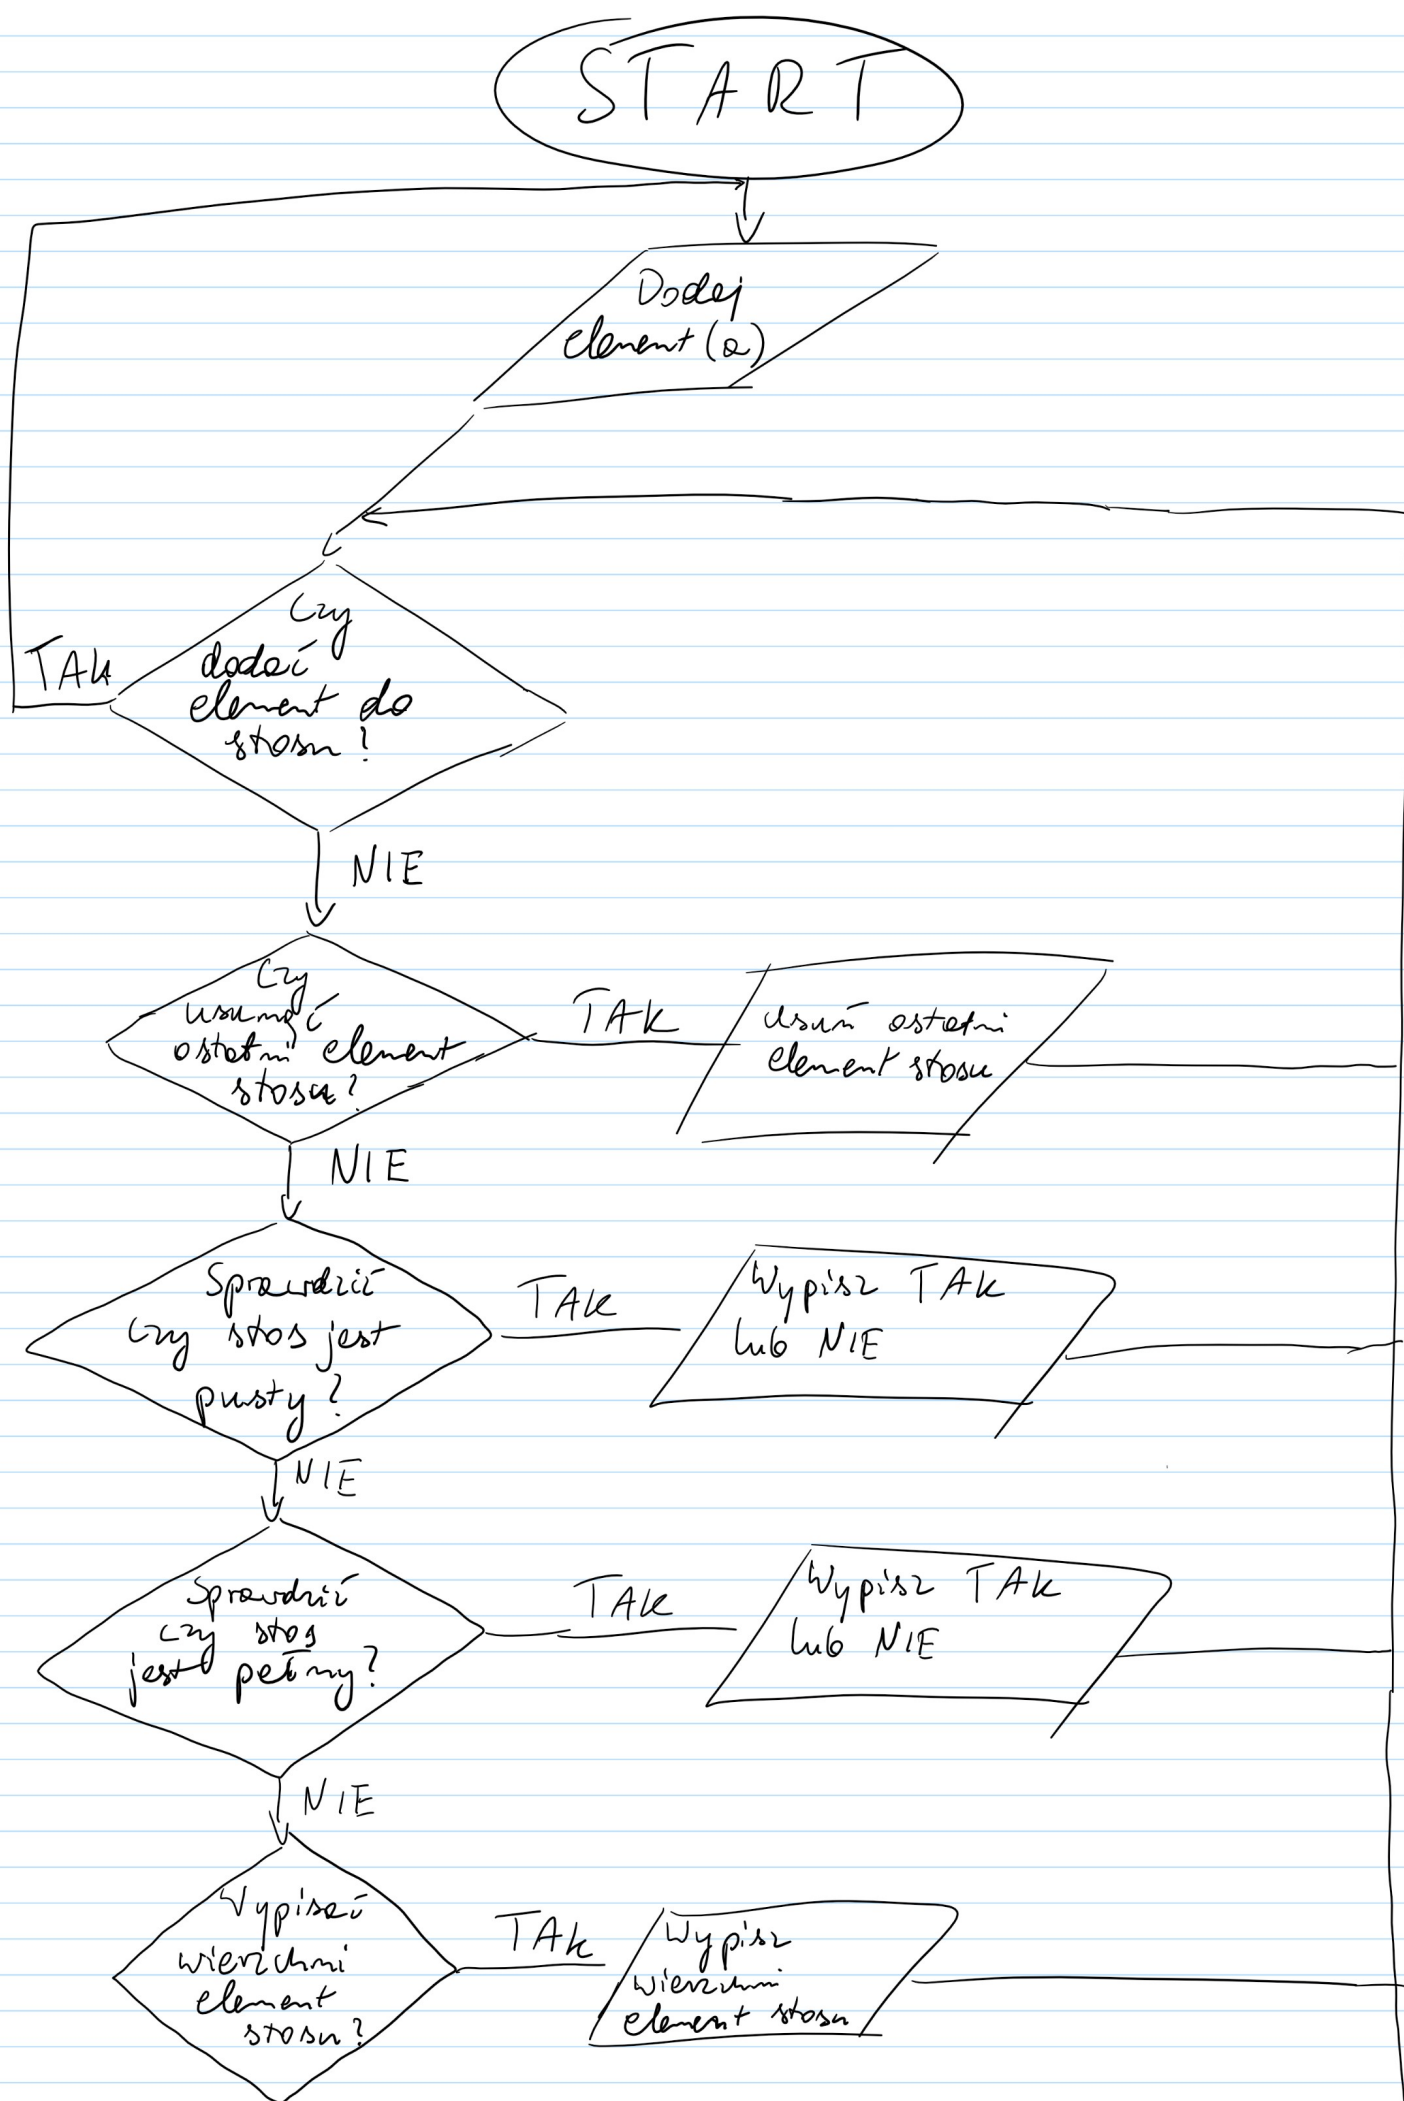 START
Dodaj
element (a)
Czy
dodać
element do
stosu?
TAK
NIE
Czy
usunąć
ostatni element
stosu?
TAK
usuń ostatni
element stosu
NIE
Sprawdzić
czy stos jest
pusty?
TAK
Wypisz TAK
lub NIE
NIE
Sprawdzić
czy stos
jest pełny?
TAK
Wypisz TAK
lub NIE
NIE
Wypisać
wierzchni
element
stosu?
TAK
Wypisz
wierzchni
element stosu